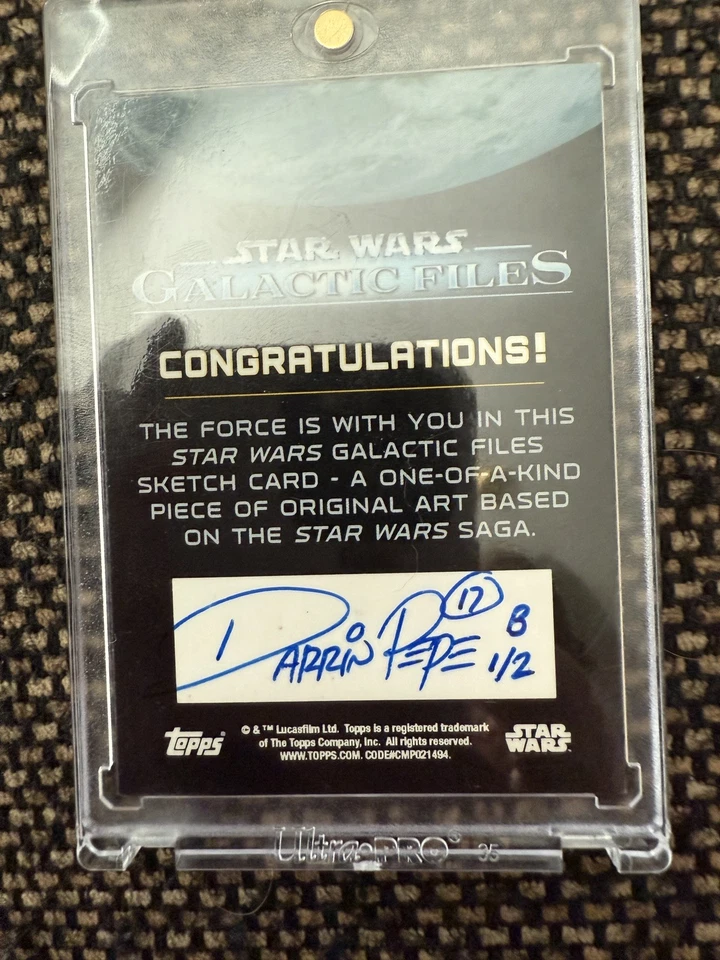 STAR WARS
GALACTIC FILES
CONGRATULATIONS!
THE FORCE IS WITH YOU IN THIS
STAR WARS GALACTIC FILES
SKETCH CARD - A ONE-OF-A-KIND
PIECE OF ORIGINAL ART BASED
ON THE STAR WARS SAGA.
DARRIN PEPE 17 B
1/2
topps® © & ™ Lucasfilm Ltd. Topps is a registered trademark
of The Topps Company, Inc. All rights reserved.
WWW.TOPPS.COM. CODE#CMP021494.
STAR
WARS
Ultra·PRO® 35